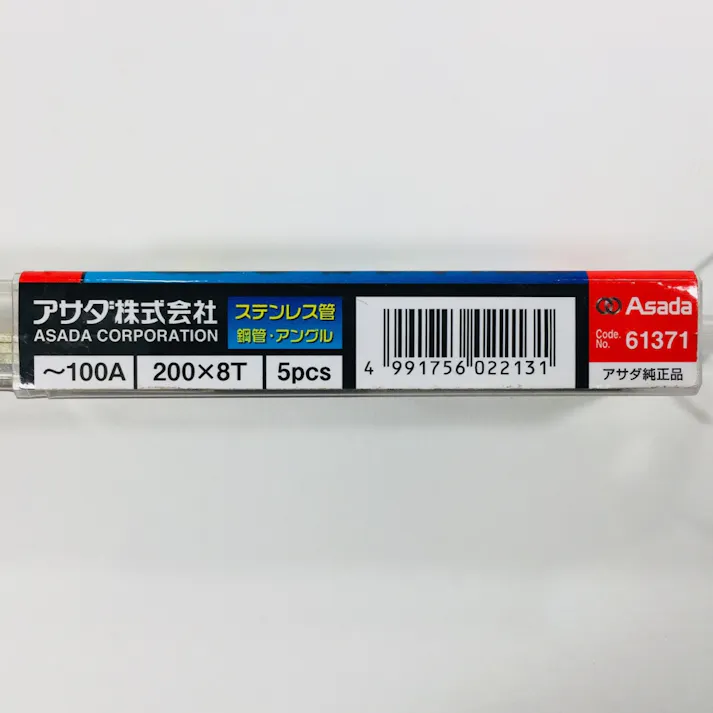 アサダ株式会社
ASADA CORPORATION
ステンレス管
鋼管・アングル
～100A
200×8T
5pcs
4 991756 022131
Asada
Code.
No. 61371
アサダ純正品